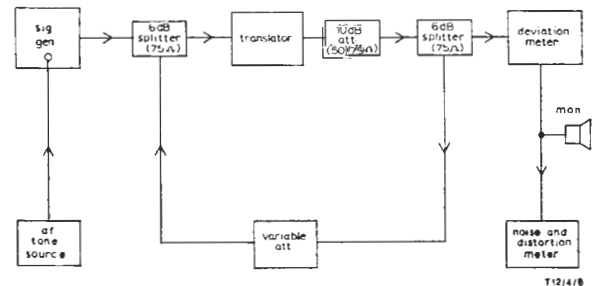 sig
gen
6dB
splitter
(75Ω)
translator
10dB
att.
(50/75Ω)
6dB
splitter
(75Ω)
deviation
meter
mon
af
tone
source
variable
att
noise and
distortion
meter
T12/4/8